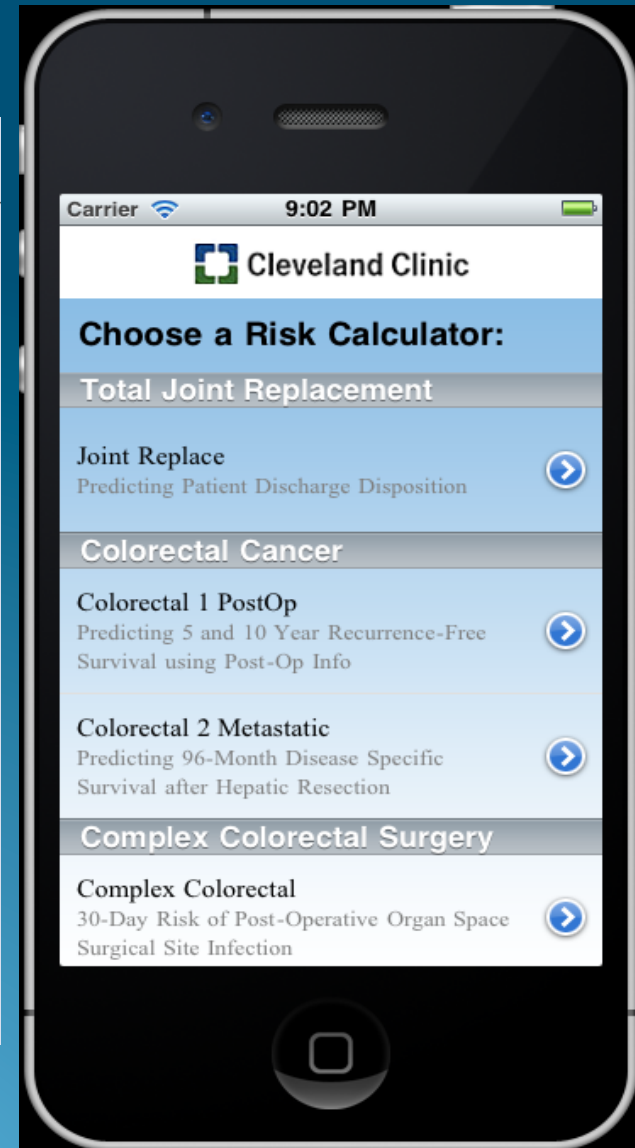 Carrier 9:02 PM
Cleveland Clinic
Choose a Risk Calculator:
Total Joint Replacement
Joint Replace
Predicting Patient Discharge Disposition
Colorectal Cancer
Colorectal 1 PostOp
Predicting 5 and 10 Year Recurrence-Free
Survival using Post-Op Info
Colorectal 2 Metastatic
Predicting 96-Month Disease Specific
Survival after Hepatic Resection
Complex Colorectal Surgery
Complex Colorectal
30-Day Risk of Post-Operative Organ Space
Surgical Site Infection